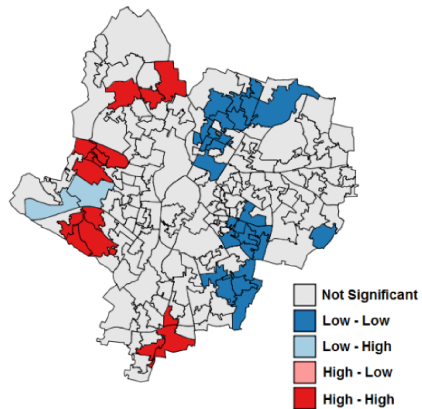 Not Significant
Low - Low
Low - High
High - Low
High - High